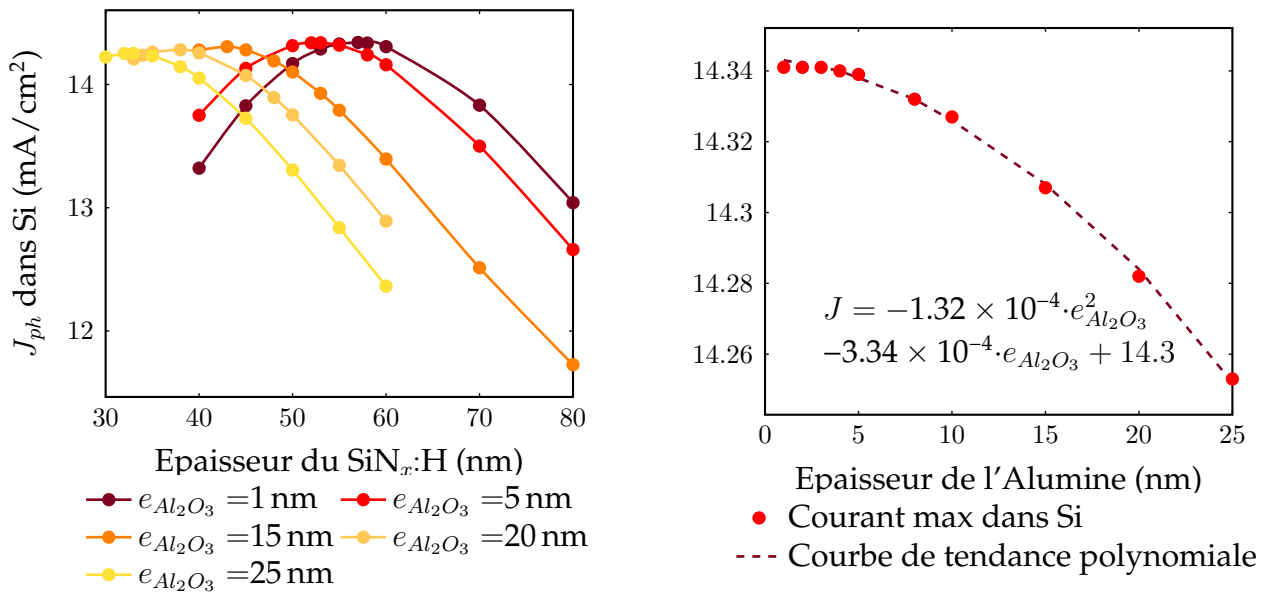 J_ph dans Si (mA/cm²)
14
13
12
30 40 50 60 70 80
Epaisseur du SiN_x:H (nm)
e_Al₂O₃ =1 nm e_Al₂O₃ =5 nm
e_Al₂O₃ =15 nm e_Al₂O₃ =20 nm
e_Al₂O₃ =25 nm
14.34
14.32
14.3
14.28
14.26
J = −1.32 × 10⁻⁴·e²_Al₂O₃
−3.34 × 10⁻⁴·e_Al₂O₃ + 14.3
0 5 10 15 20 25
Epaisseur de l'Alumine (nm)
Courant max dans Si
Courbe de tendance polynomiale